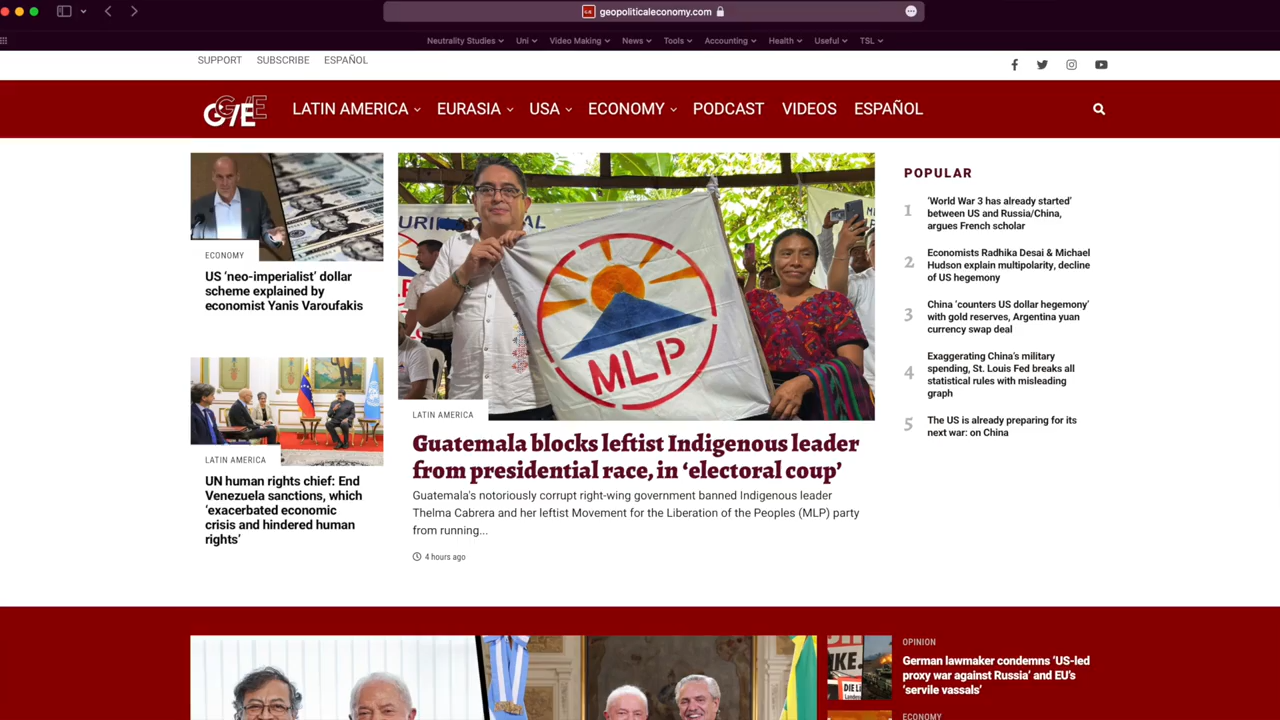 geopoliticaleconomy.com
Neutrality Studies Uni Video Making News Tools Accounting Health Useful TSL
SUPPORT SUBSCRIBE ESPAÑOL
G/E LATIN AMERICA EURASIA USA ECONOMY PODCAST VIDEOS ESPAÑOL
ECONOMY
US ‘neo-imperialist’ dollar
scheme explained by
economist Yanis Varoufakis
LATIN AMERICA
UN human rights chief: End
Venezuela sanctions, which
‘exacerbated economic
crisis and hindered human
rights’
MLP
LATIN AMERICA
Guatemala blocks leftist Indigenous leader
from presidential race, in ‘electoral coup’
Guatemala's notoriously corrupt right-wing government banned Indigenous leader
Thelma Cabrera and her leftist Movement for the Liberation of the Peoples (MLP) party
from running...
4 hours ago
POPULAR
1 ‘World War 3 has already started’
between US and Russia/China,
argues French scholar
2 Economists Radhika Desai & Michael
Hudson explain multipolarity, decline
of US hegemony
3 China ‘counters US dollar hegemony’
with gold reserves, Argentina yuan
currency swap deal
4 Exaggerating China’s military
spending, St. Louis Fed breaks all
statistical rules with misleading
graph
5 The US is already preparing for its
next war: on China
OPINION
German lawmaker condemns ‘US-led
proxy war against Russia’ and EU’s
‘servile vassals’
ECONOMY